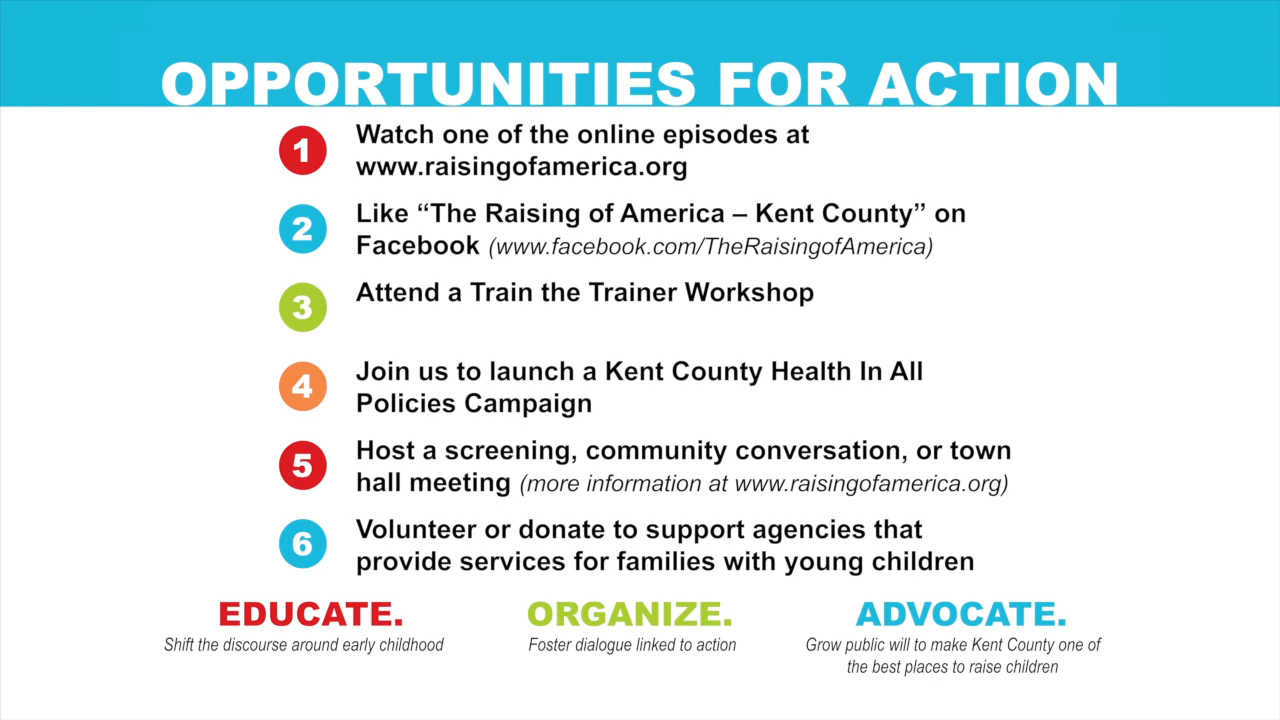 OPPORTUNITIES FOR ACTION
1 Watch one of the online episodes at
www.raisingofamerica.org
2 Like “The Raising of America – Kent County” on
Facebook (www.facebook.com/TheRaisingofAmerica)
3 Attend a Train the Trainer Workshop
4 Join us to launch a Kent County Health In All
Policies Campaign
5 Host a screening, community conversation, or town
hall meeting (more information at www.raisingofamerica.org)
6 Volunteer or donate to support agencies that
provide services for families with young children
EDUCATE.
Shift the discourse around early childhood
ORGANIZE.
Foster dialogue linked to action
ADVOCATE.
Grow public will to make Kent County one of
the best places to raise children